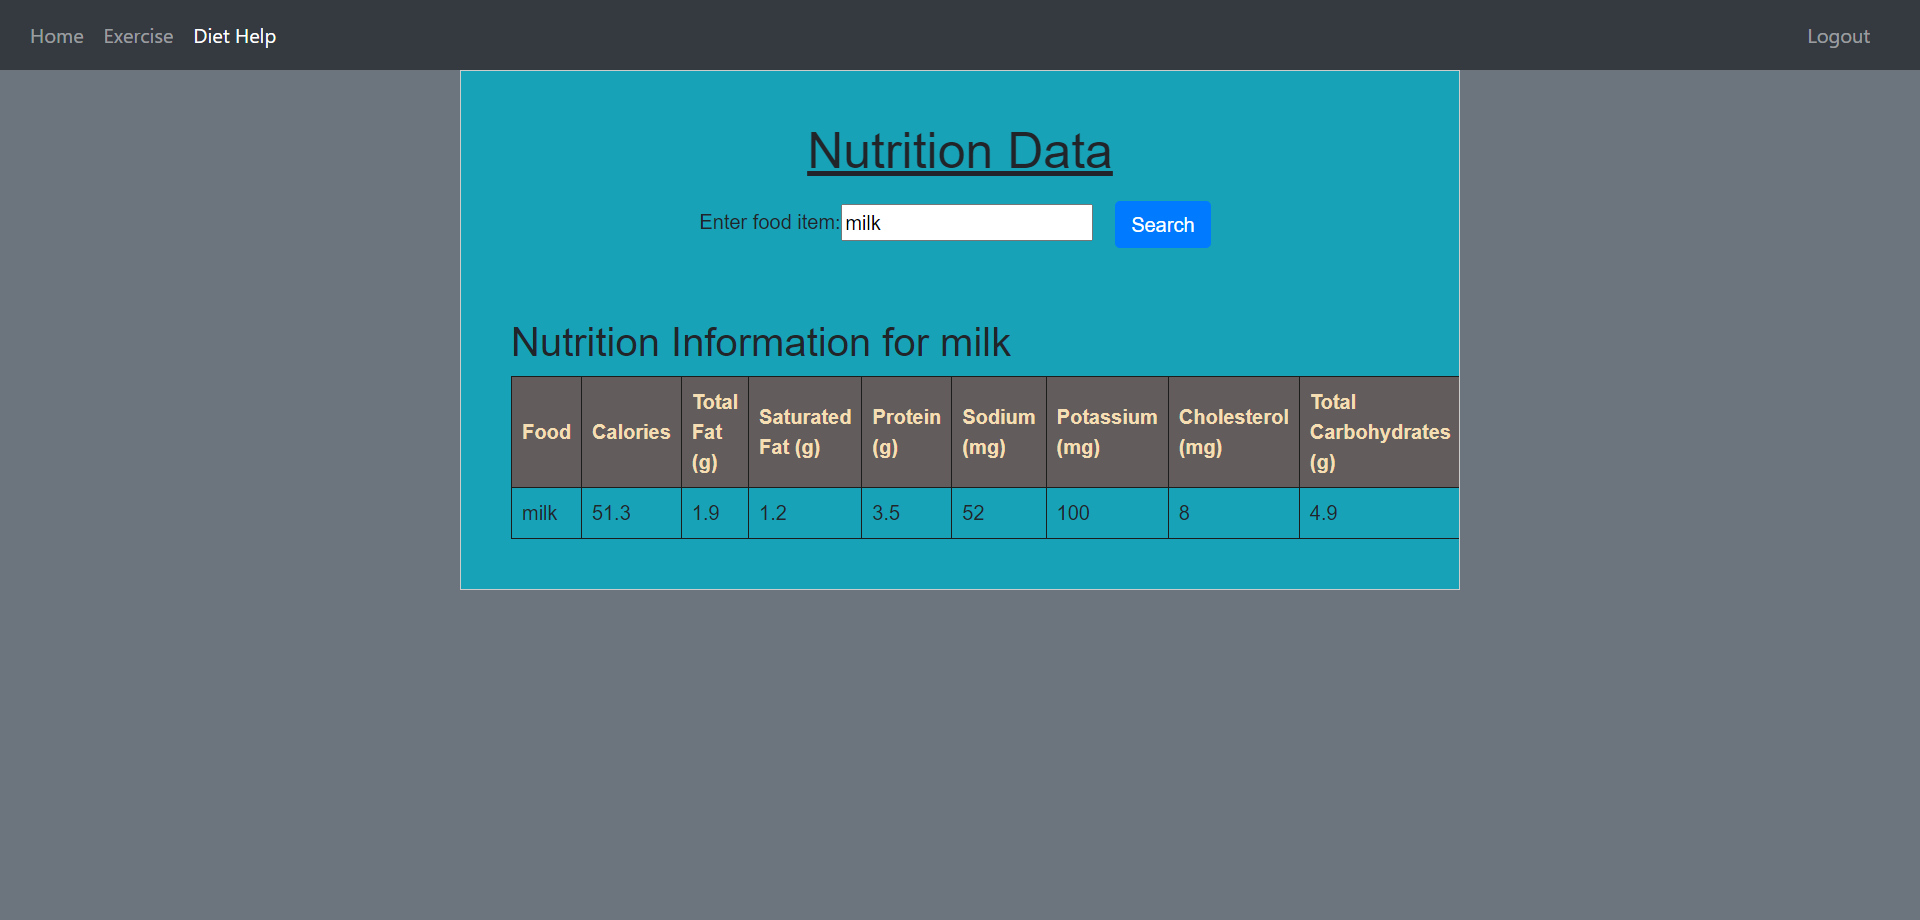 Home Exercise Diet Help Logout
Nutrition Data
Enter food item: milk Search
Nutrition Information for milk
Food Calories Total Fat (g) Saturated Fat (g) Protein (g) Sodium (mg) Potassium (mg) Cholesterol (mg) Total Carbohydrates (g)
milk 51.3 1.9 1.2 3.5 52 100 8 4.9